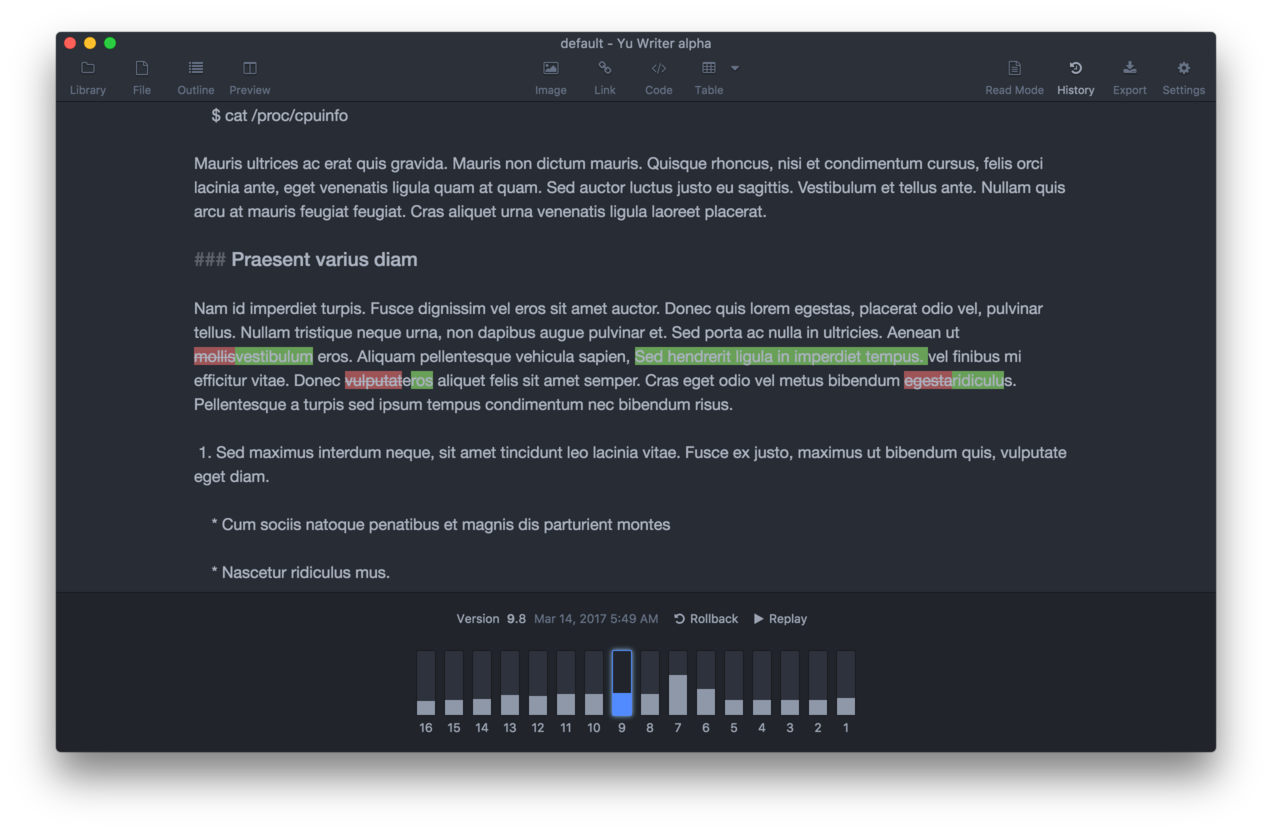 default - Yu Writer alpha
Library File Outline Preview Image Link Code Table Read Mode History Export Settings
$ cat /proc/cpuinfo
Mauris ultrices ac erat quis gravida. Mauris non dictum mauris. Quisque rhoncus, nisi et condimentum cursus, felis orci
lacinia ante, eget venenatis ligula quam at quam. Sed auctor luctus justo eu sagittis. Vestibulum et tellus ante. Nullam quis
arcu at mauris feugiat feugiat. Cras aliquet urna venenatis ligula laoreet placerat.
### Praesent varius diam
Nam id imperdiet turpis. Fusce dignissim vel eros sit amet auctor. Donec quis lorem egestas, placerat odio vel, pulvinar
tellus. Nullam tristique neque urna, non dapibus augue pulvinar et. Sed porta ac nulla in ultricies. Aenean ut
mollisvestibulum eros. Aliquam pellentesque vehicula sapien, Sed hendrerit ligula in imperdiet tempus. vel finibus mi
efficitur vitae. Donec vulputateros aliquet felis sit amet semper. Cras eget odio vel metus bibendum egestaridiculus.
Pellentesque a turpis sed ipsum tempus condimentum nec bibendum risus.
1. Sed maximus interdum neque, sit amet tincidunt leo lacinia vitae. Fusce ex justo, maximus ut bibendum quis, vulputate
eget diam.
* Cum sociis natoque penatibus et magnis dis parturient montes
* Nascetur ridiculus mus.
Version 9.8 Mar 14, 2017 5:49 AM Rollback Replay
16 15 14 13 12 11 10 9 8 7 6 5 4 3 2 1